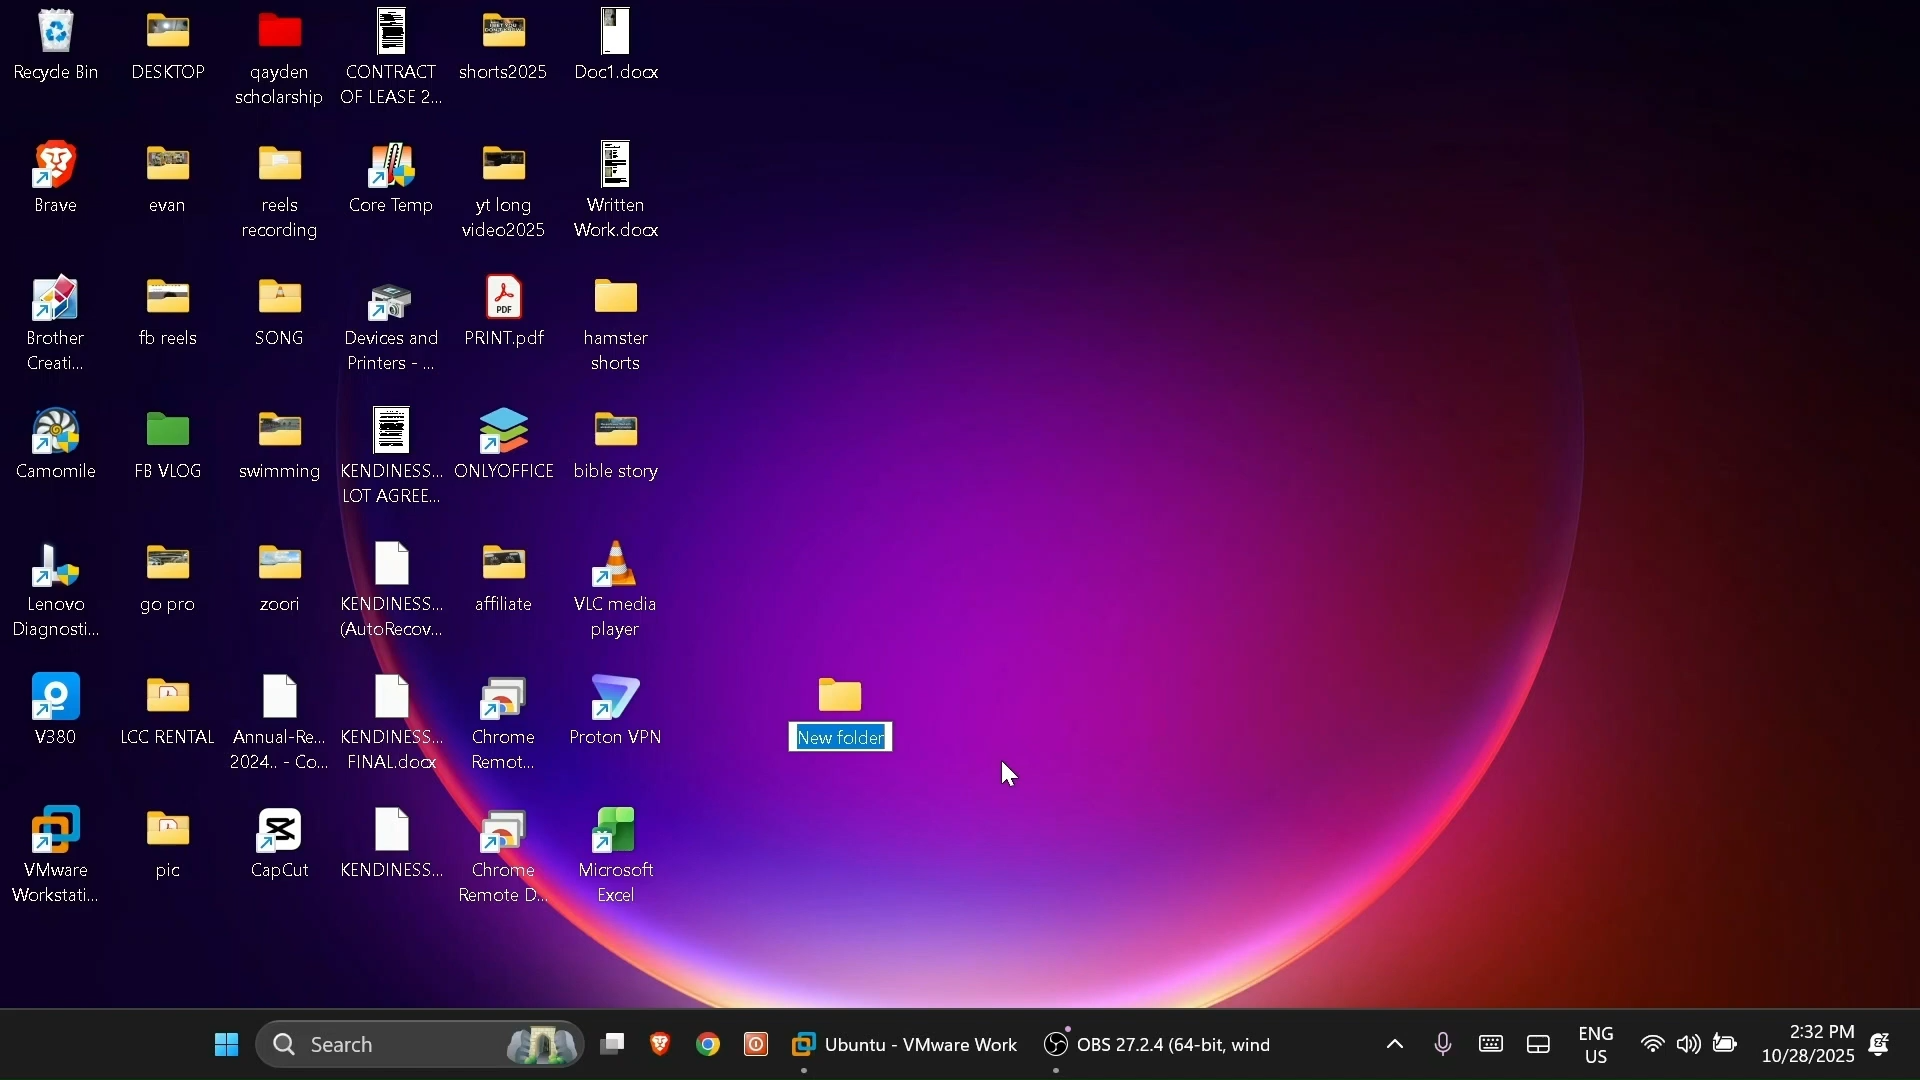 Recycle Bin
DESKTOP
qayden
scholarship
CONTRACT
OF LEASE 2...
shorts2025
Doc1.docx
Brave
evan
reels
recording
Core Temp
yt long
video2025
Written
Work.docx
Brother
Creati...
fb reels
SONG
Devices and
Printers - ...
PDF
PRINT.pdf
hamster
shorts
Camomile
FB VLOG
swimming
KENDINESS...
LOT AGREE...
ONLYOFFICE
bible story
Lenovo
Diagnosti...
go pro
zoori
KENDINESS...
(AutoRecov...
affiliate
VLC media
player
V380
LCC RENTAL
Annual-Re...
2024.. - Co...
KENDINESS...
FINAL.docx
Chrome
Remot...
Proton VPN
New folder
VMware
Workstati...
pic
CapCut
KENDINESS...
Chrome
Remote D...
Microsoft
Excel
Search
Ubuntu - VMware Work
OBS 27.2.4 (64-bit, wind
ENG
US
2:32 PM
10/28/2025